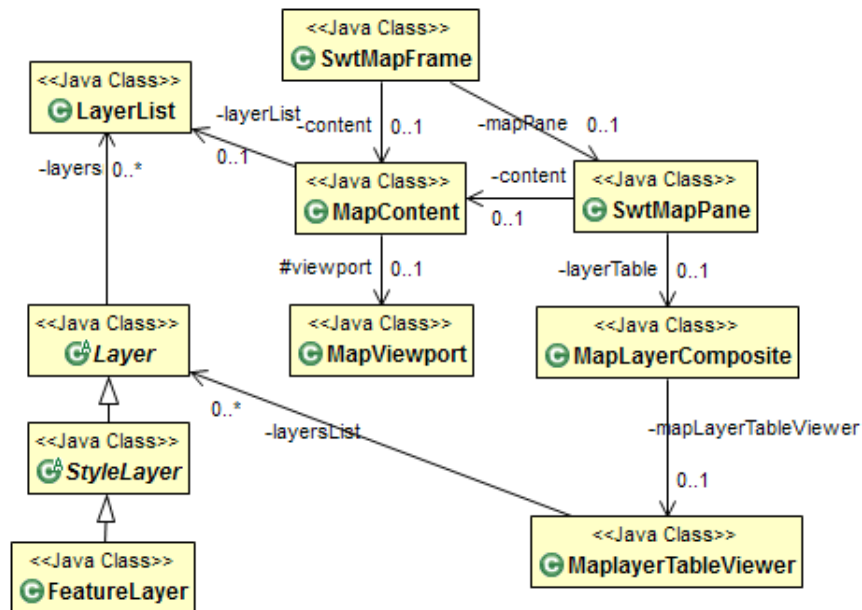 <<Java Class>>
SwtMapFrame
<<Java Class>>
LayerList
-layerList
-content
0..1
-mapPane
0..1
-layers
0..*
0..1
<<Java Class>>
MapContent
-content
0..1
<<Java Class>>
SwtMapPane
#viewport
0..1
-layerTable
0..1
<<Java Class>>
Layer
<<Java Class>>
MapViewport
<<Java Class>>
MapLayerComposite
0..*
-layersList
-mapLayerTableViewer
0..1
<<Java Class>>
StyleLayer
<<Java Class>>
MaplayerTableViewer
<<Java Class>>
FeatureLayer